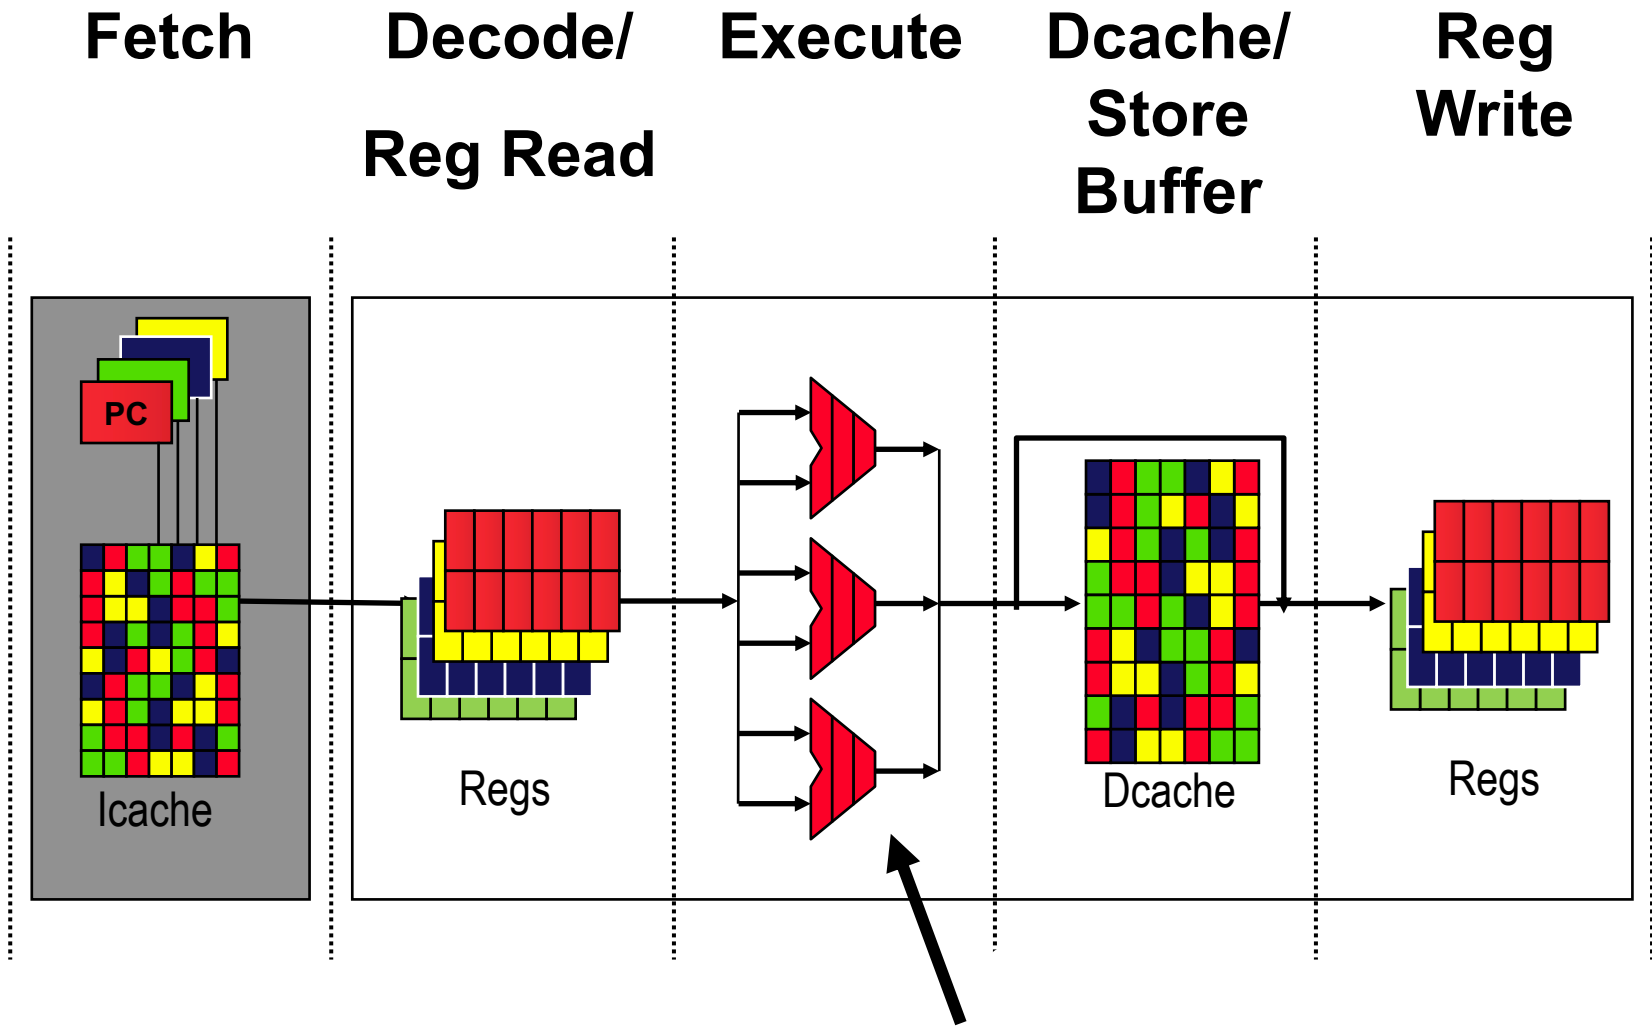 Fetch
Decode/
Reg Read
Execute
Dcache/
Store
Buffer
Reg
Write
PC
Icache
Regs
Dcache
Regs